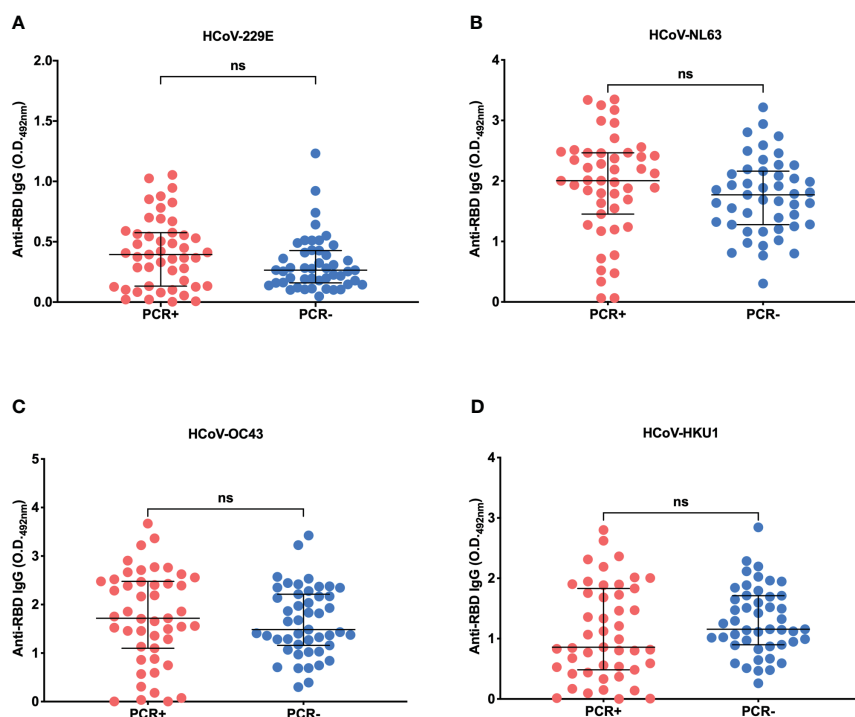 A
HCoV-229E
ns
Anti-RBD IgG (O.D.492nm)
2.0
1.5
1.0
0.5
0.0
PCR+
PCR-
B
HCoV-NL63
ns
Anti-RBD IgG (O.D.492nm)
4
3
2
1
0
PCR+
PCR-
C
HCoV-OC43
ns
Anti-RBD IgG (O.D.492nm)
5
4
3
2
1
0
PCR+
PCR-
D
HCoV-HKU1
ns
Anti-RBD IgG (O.D.492nm)
4
3
2
1
0
PCR+
PCR-